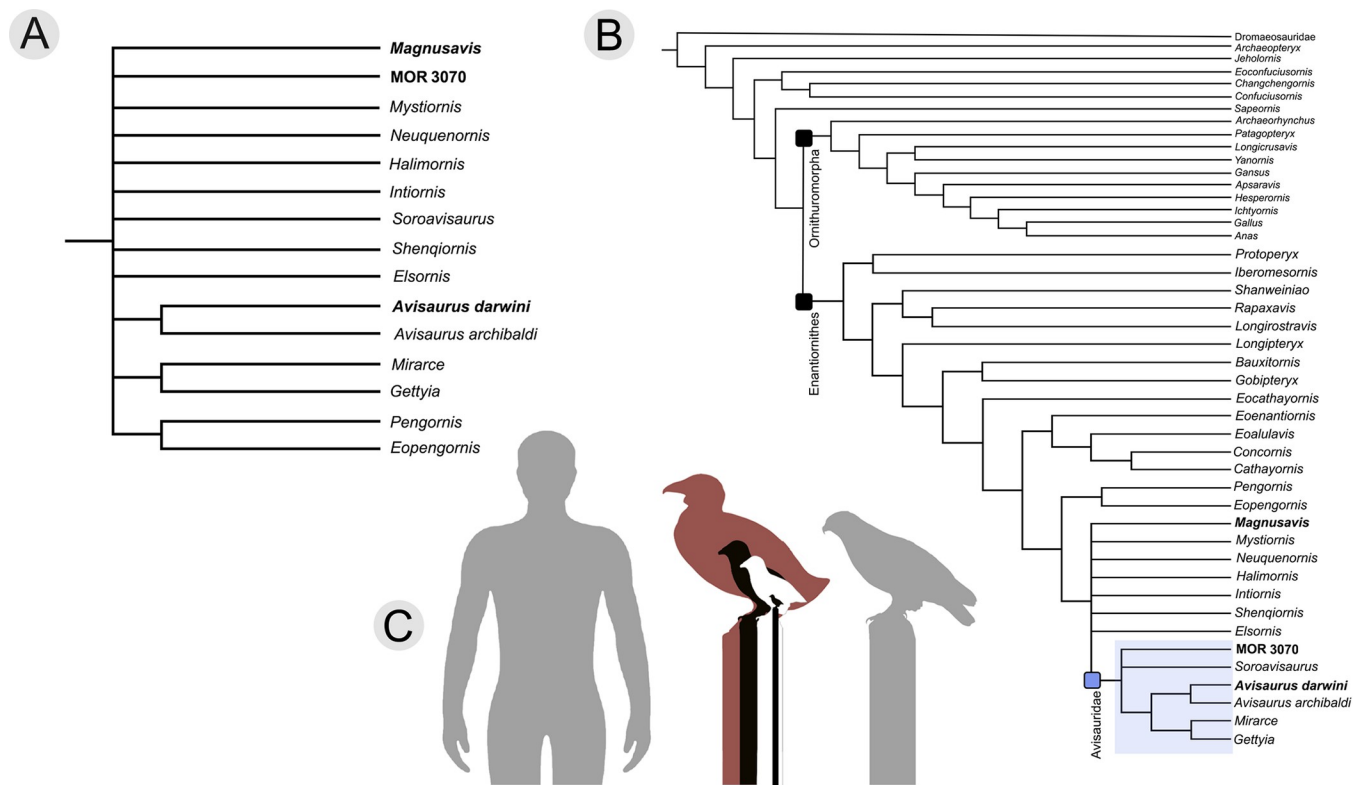 A
Magnusavis
MOR 3070
Mystiornis
Neuquenornis
Halimornis
Intiornis
Soroavisaurus
Shenqiornis
Elsornis
Avisaurus darwini
Avisaurus archibaldi
Mirarce
Gettyia
Pengornis
Eopengornis
B
Dromaeosauridae
Archaeopteryx
Jeholornis
Eoconfuciusornis
Changchengornis
Confuciusornis
Sapeornis
Archaeorhynchus
Patagopteryx
Longicrusavis
Yanornis
Gansus
Apsaravis
Hesperornis
Ichtyornis
Gallus
Anas
Ornithuromorpha
Protoperyx
Iberomesornis
Shanweiniao
Rapaxavis
Longirostravis
Longipteryx
Bauxitornis
Gobipteryx
Eocathayornis
Eoenantiornis
Eoalulavis
Concornis
Cathayornis
Pengornis
Eopengornis
Magnusavis
Mystiornis
Neuquenornis
Halimornis
Intiornis
Shenqiornis
Elsornis
MOR 3070
Soroavisaurus
Avisaurus darwini
Avisaurus archibaldi
Mirarce
Gettyia
Enantiornithes
Avisauridae
C